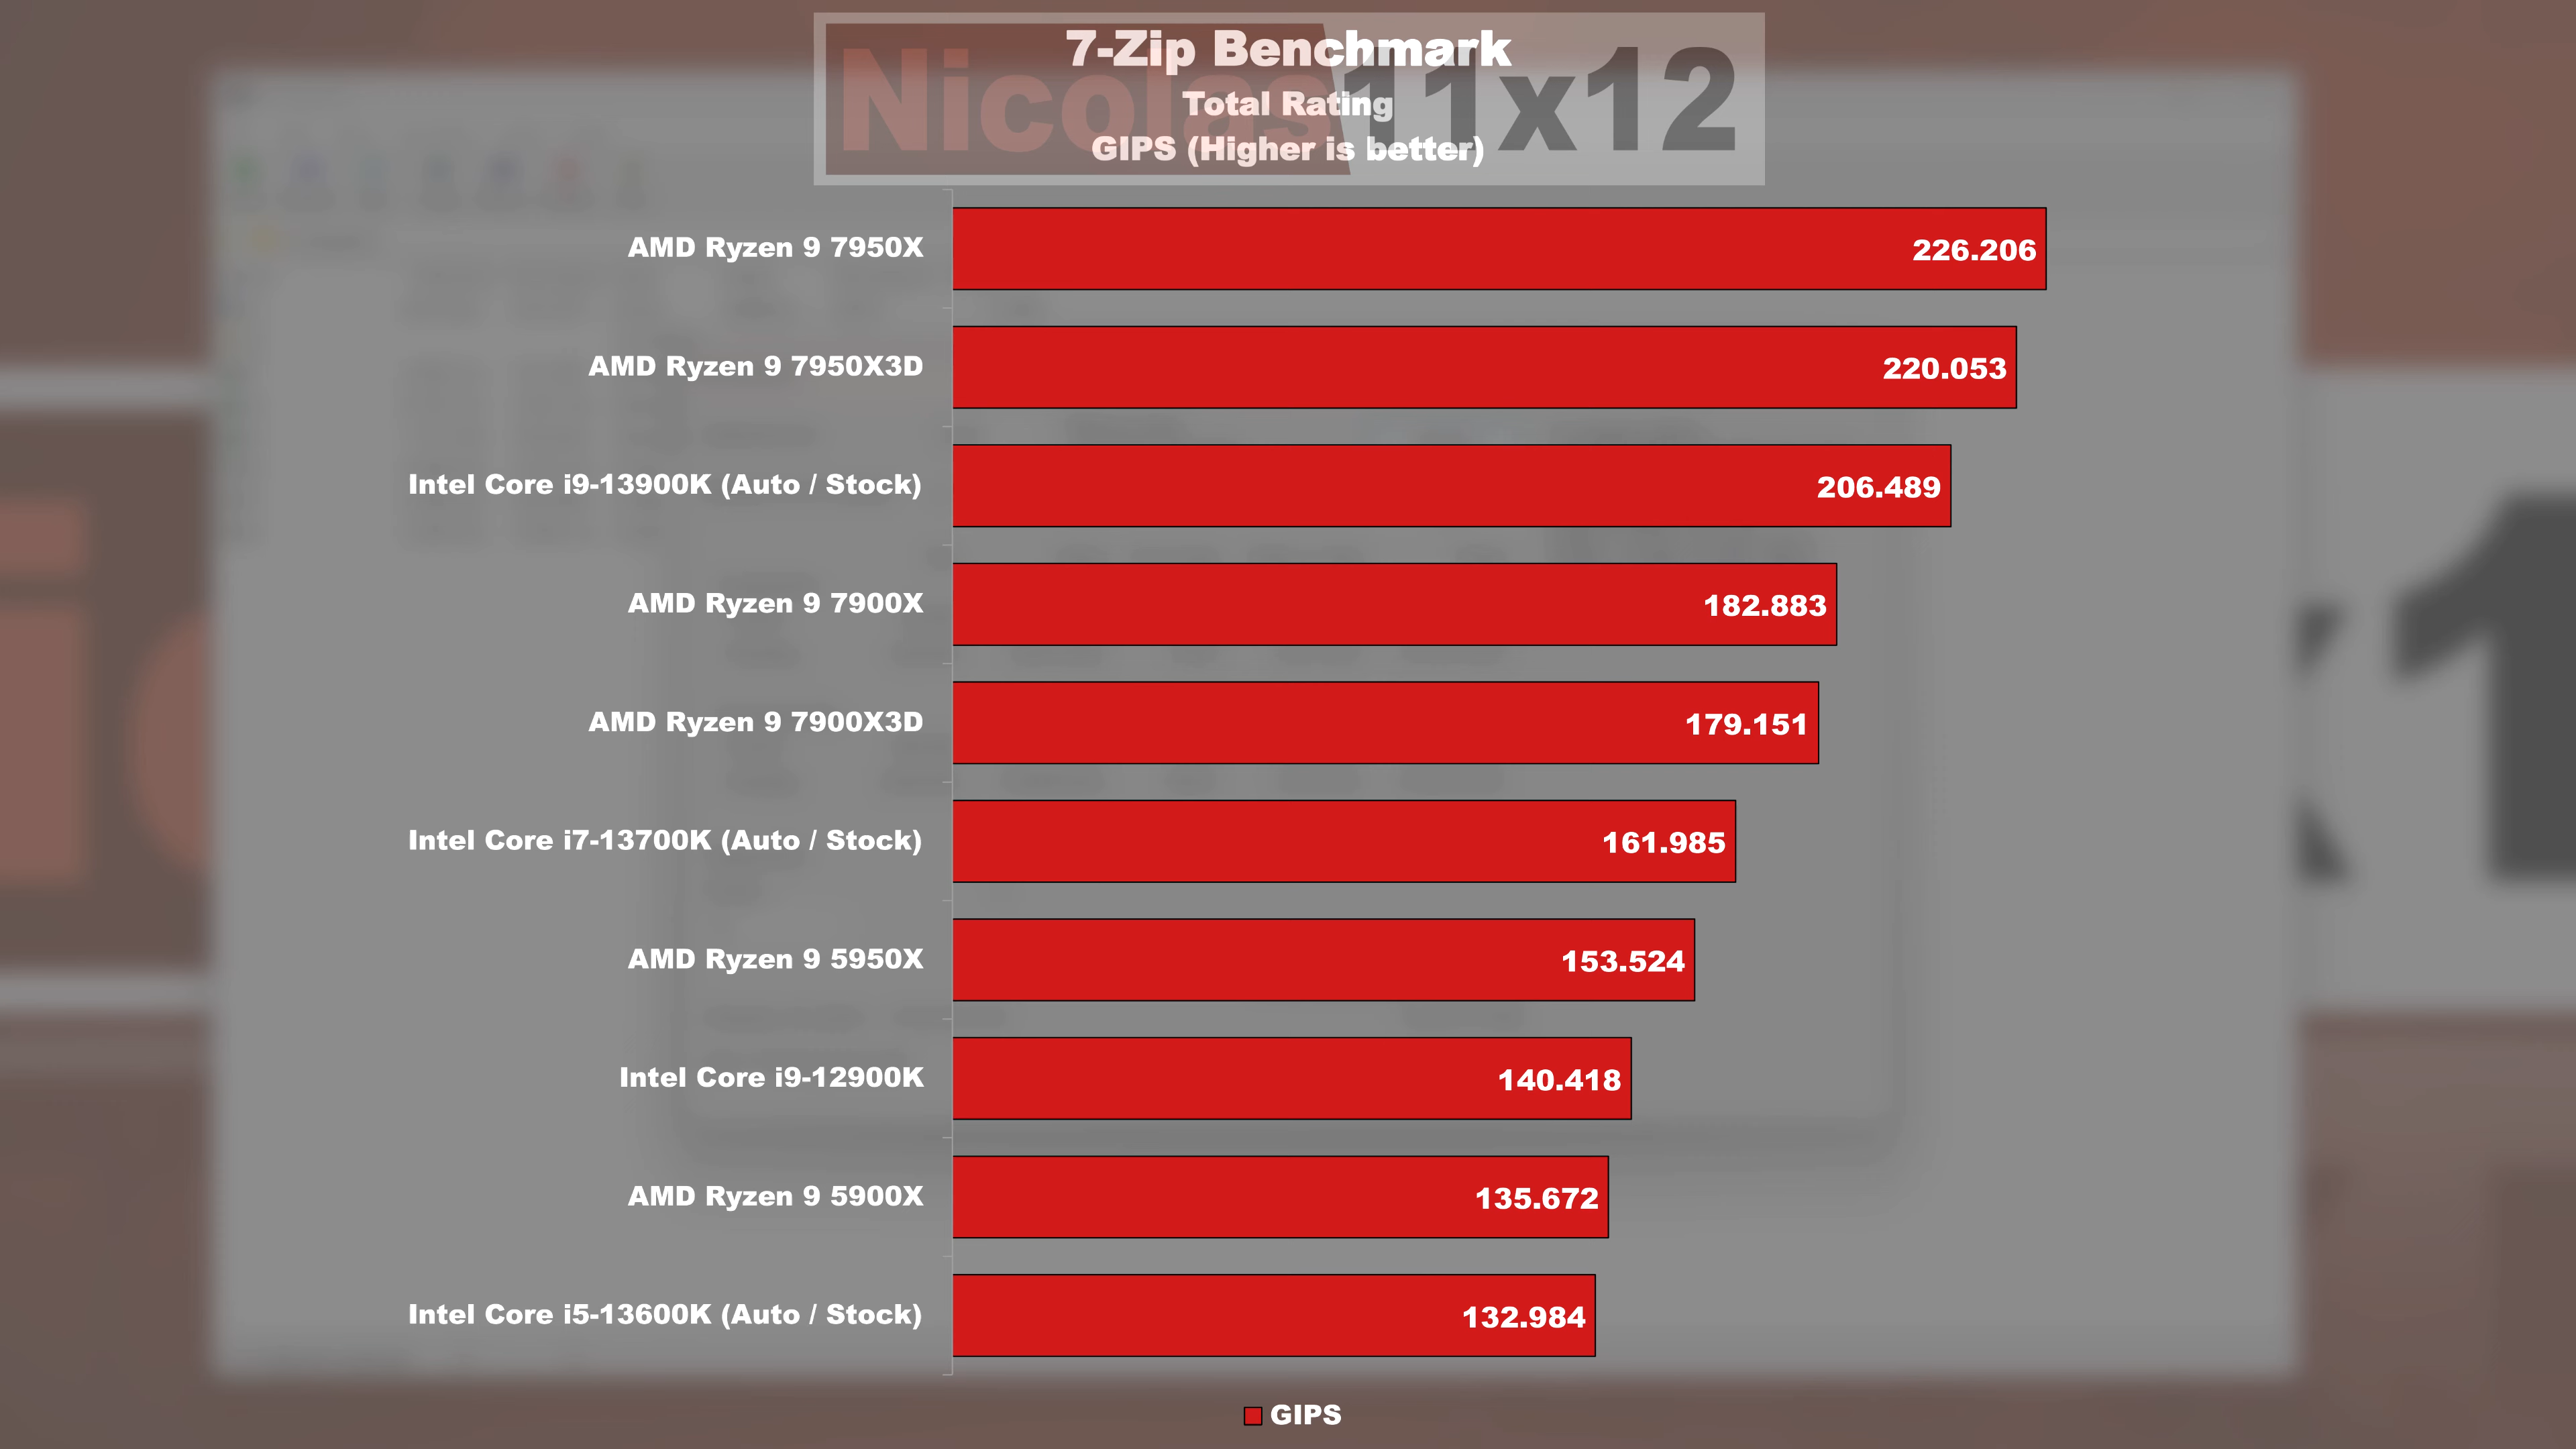 Nicolas11x12
7-Zip Benchmark
Total Rating
GIPS (Higher is better)
AMD Ryzen 9 7950X 226.206
AMD Ryzen 9 7950X3D 220.053
Intel Core i9-13900K (Auto / Stock) 206.489
AMD Ryzen 9 7900X 182.883
AMD Ryzen 9 7900X3D 179.151
Intel Core i7-13700K (Auto / Stock) 161.985
AMD Ryzen 9 5950X 153.524
Intel Core i9-12900K 140.418
AMD Ryzen 9 5900X 135.672
Intel Core i5-13600K (Auto / Stock) 132.984
GIPS